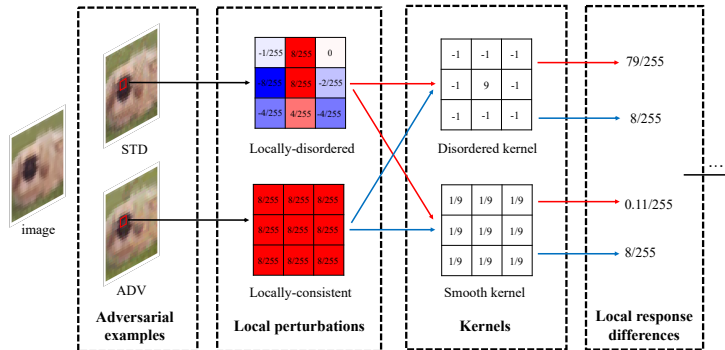 image
STD
ADV
Adversarial
examples
-1/255 8/255 0
-8/255 8/255 -2/255
-4/255 4/255 -4/255
Locally-disordered
8/255 8/255 8/255
8/255 8/255 8/255
8/255 8/255 8/255
Locally-consistent
Local perturbations
-1 -1 -1
-1 9 -1
-1 -1 -1
Disordered kernel
1/9 1/9 1/9
1/9 1/9 1/9
1/9 1/9 1/9
Smooth kernel
Kernels
79/255
8/255
0.11/255
8/255
Local response
differences
...